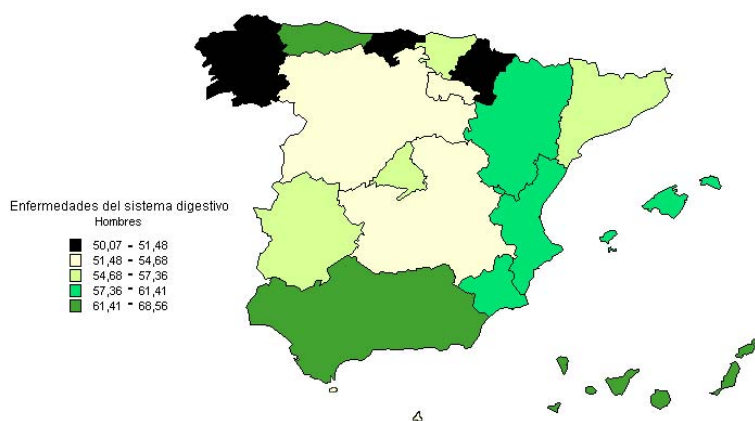 Enfermedades del sistema digestivo
Hombres
50,07 - 51,48
51,48 - 54,68
54,68 - 57,36
57,36 - 61,41
61,41 - 68,56